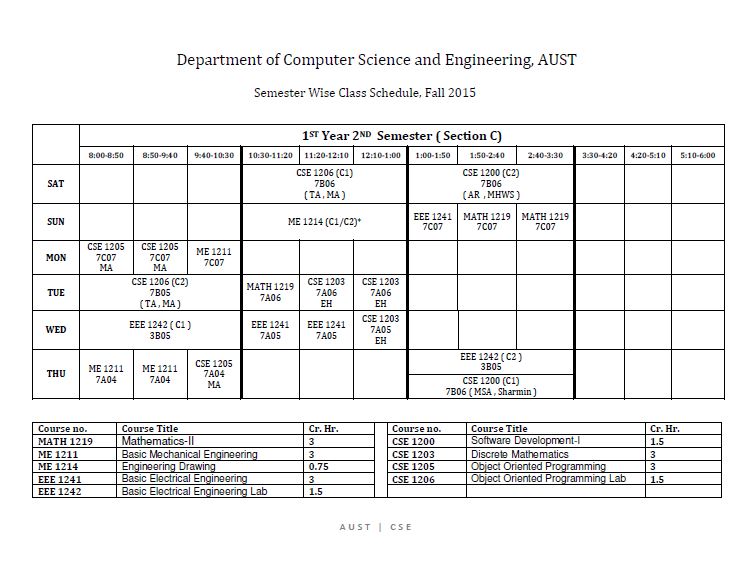 Department of Computer Science and Engineering, AUST
Semester Wise Class Schedule, Fall 2015
1ST Year 2ND Semester ( Section C)
8:00-8:50 8:50-9:40 9:40-10:30 10:30-11:20 11:20-12:10 12:10-1:00 1:00-1:50 1:50-2:40 2:40-3:30 3:30-4:20 4:20-5:10 5:10-6:00
SAT
CSE 1206 (C1)
7B06
( TA , MA )
CSE 1200 (C2)
7B06
( AR , MHWS )
SUN
ME 1214 (C1/C2)*
EEE 1241
7C07
MATH 1219
7C07
MATH 1219
7C07
MON
CSE 1205
7C07
MA
CSE 1205
7C07
MA
ME 1211
7C07
TUE
CSE 1206 (C2)
7B05
( TA , MA )
MATH 1219
7A06
CSE 1203
7A06
EH
CSE 1203
7A06
EH
WED
EEE 1242 ( C1 )
3B05
EEE 1241
7A05
EEE 1241
7A05
CSE 1203
7A05
EH
THU
ME 1211
7A04
ME 1211
7A04
CSE 1205
7A04
MA
EEE 1242 ( C2 )
3B05
CSE 1200 (C1)
7B06 ( MSA , Sharmin )
Course no. Course Title Cr. Hr. Course no. Course Title Cr. Hr.
MATH 1219 Mathematics-II 3 CSE 1200 Software Development-I 1.5
ME 1211 Basic Mechanical Engineering 3 CSE 1203 Discrete Mathematics 3
ME 1214 Engineering Drawing 0.75 CSE 1205 Object Oriented Programming 3
EEE 1241 Basic Electrical Engineering 3 CSE 1206 Object Oriented Programming Lab 1.5
EEE 1242 Basic Electrical Engineering Lab 1.5
AUST | CSE